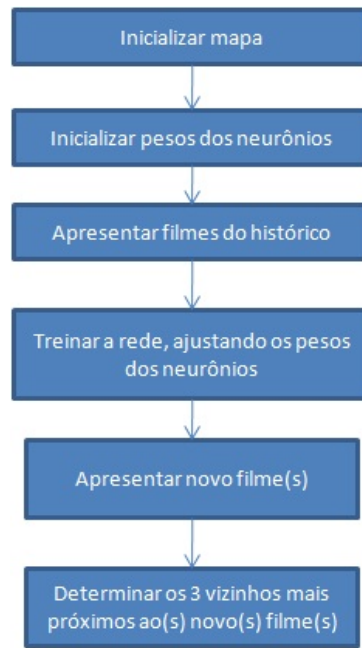 Inicializar mapa
Inicializar pesos dos neurônios
Apresentar filmes do histórico
Treinar a rede, ajustando os pesos
dos neurônios
Apresentar novo filme(s)
Determinar os 3 vizinhos mais
próximos ao(s) novo(s) filme(s)